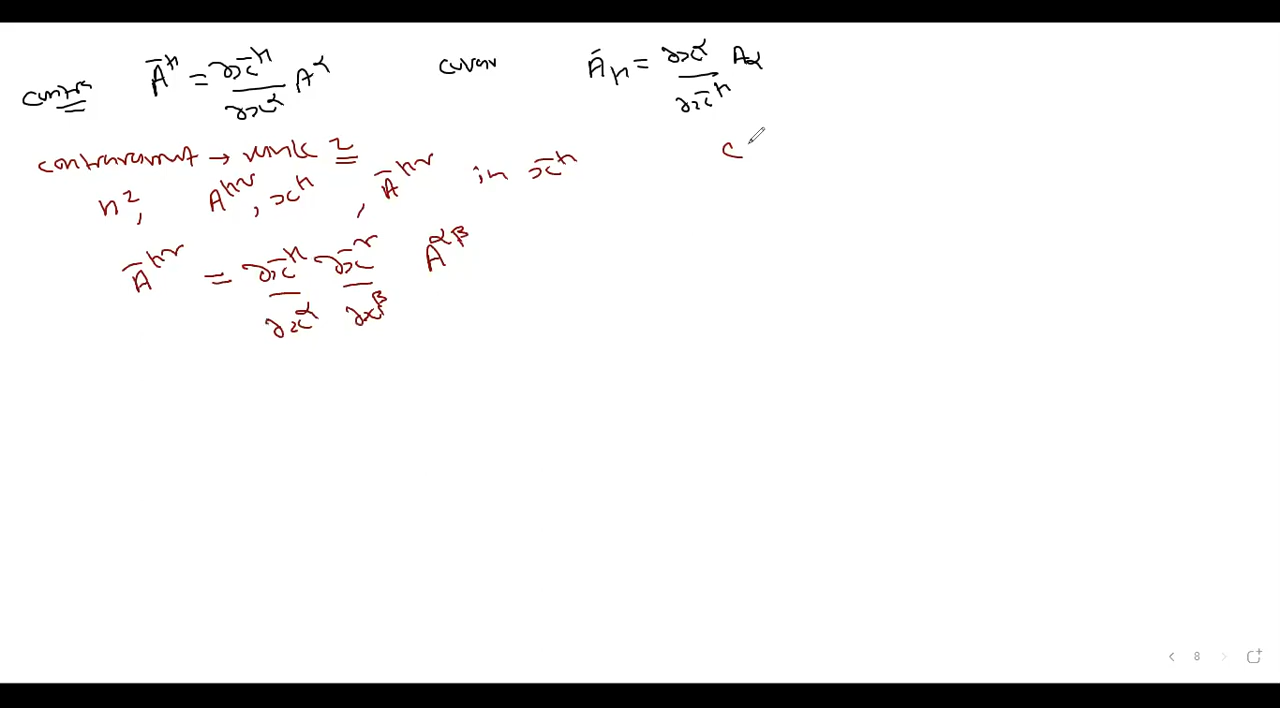 contra Ā^μ = ∂x̄^μ/∂x^α A^α covar Ā_μ = ∂x^α/∂x̄^μ A_α
contravariant → rank 2 C
n², A^μν, x^μ, Ā^μν in x̄^μ
Ā^μν = ∂x̄^μ/∂x^α ∂x̄^ν/∂x^β A^αβ
8